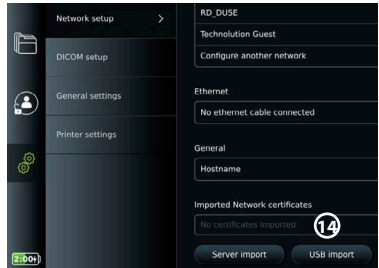 Network setup >
DICOM setup
General settings
Printer settings
2:00+
RD_DUSE
Technolution Guest
Configure another network
Ethernet
No ethernet cable connected
General
Hostname
Imported Network certificates
No certificates imported
14
Server import
USB import